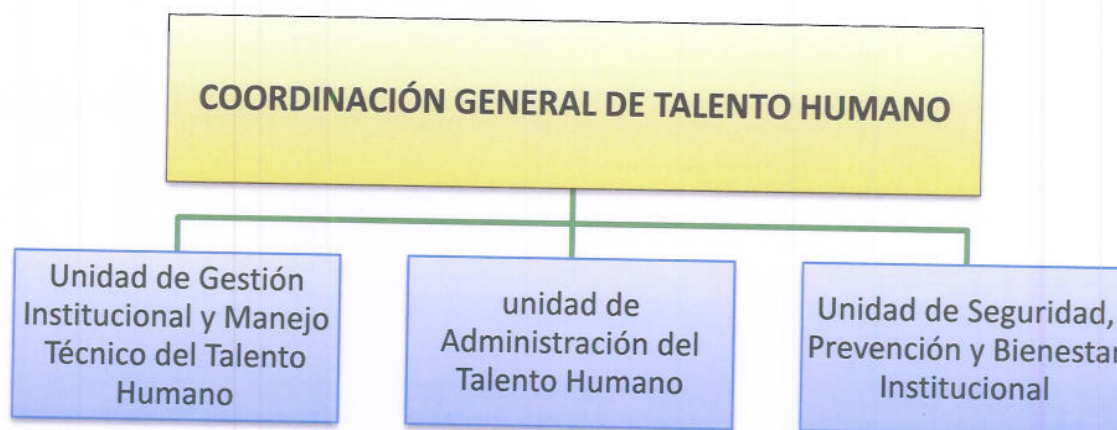 COORDINACIÓN GENERAL DE TALENTO HUMANO
Unidad de Gestión
Institucional y Manejo
Técnico del Talento
Humano
unidad de
Administración del
Talento Humano
Unidad de Seguridad,
Prevención y Bienestar
Institucional